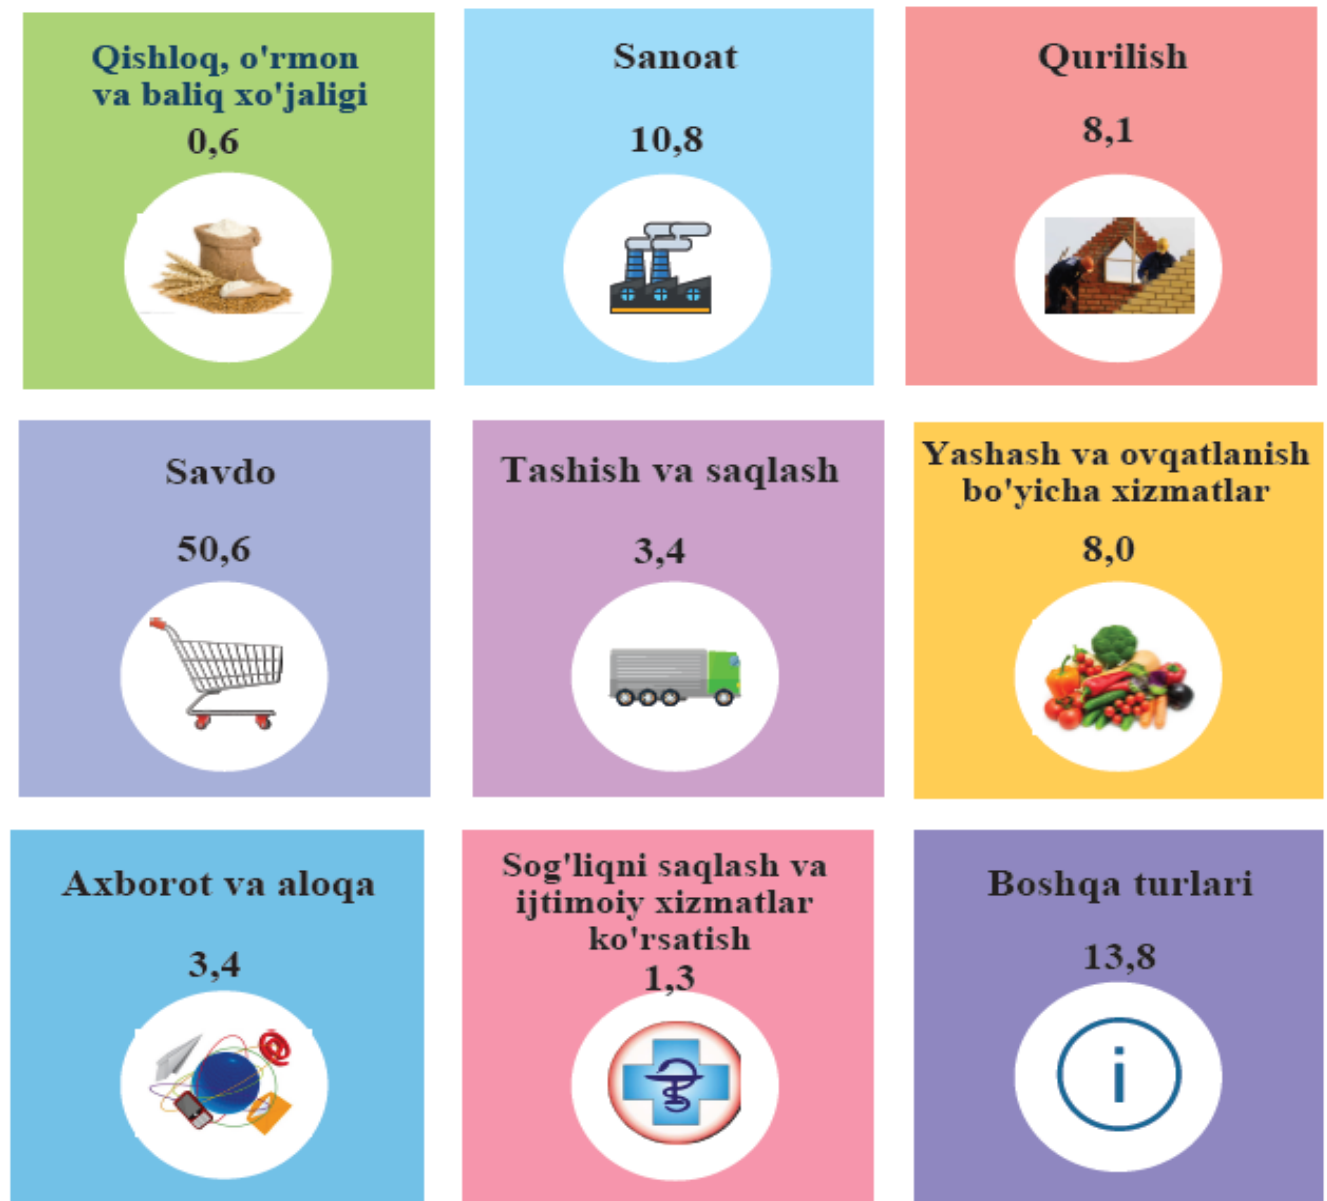 Qishloq, o'rmon
va baliq xo'jaligi
0,6
Sanoat
10,8
Qurilish
8,1
Savdo
50,6
Tashish va saqlash
3,4
Yashash va ovqatlanish
bo'yicha xizmatlar
8,0
Axborot va aloqa
3,4
Sog'liqni saqlash va
ijtimoiy xizmatlar
ko'rsatish
1,3
Boshqa turlari
13,8
i